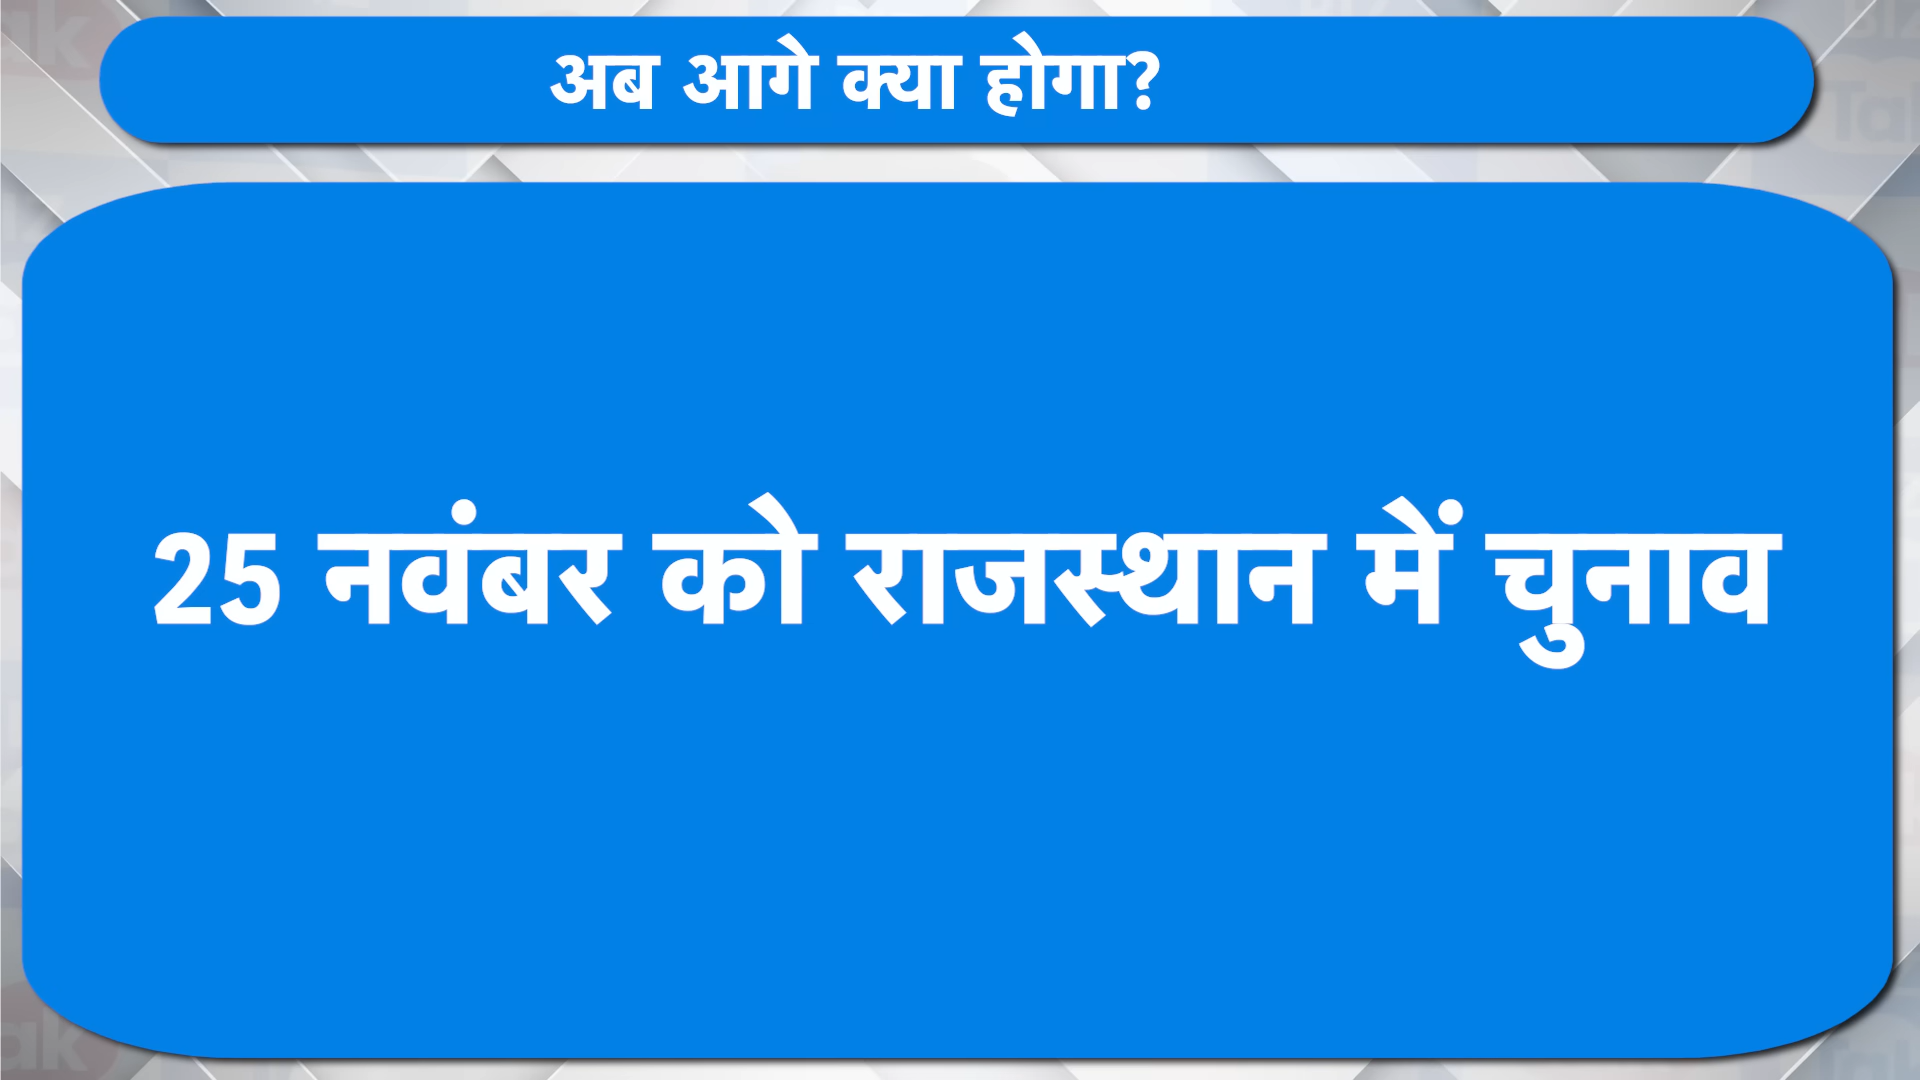 अब आगे क्या होगा?
25 नवंबर को राजस्थान में चुनाव